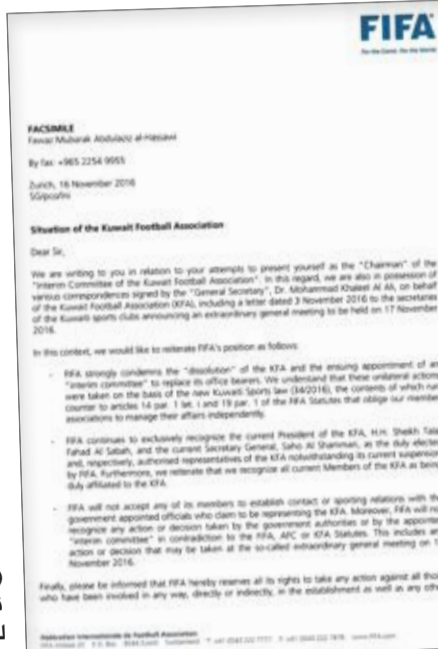 FIFA
For the Game. For the World.
FACSIMILE
Fawaz Mubarak Abdulaziz al-Hasawi
By fax: +965 2254 9955
Zurich, 16 November 2016
Situation of the Kuwait Football Association
Dear Sir,
We are writing to you in relation to your attempts to present yourself as the "Chairman" of the
"Interim Committee of the Kuwait Football Association". In this regard, we are also in possession of
various correspondences signed by the "General Secretary", Dr. Mohammad Khaleel Al Ali, on behalf
of the Kuwait Football Association (KFA), including a letter dated 3 November 2016 to the secretaries
of the Kuwaiti sports clubs announcing an extraordinary general meeting to be held on 17 November
2016.
In this context, we would like to reiterate FIFA's position as follows:
- FIFA strongly condemns the "dissolution" of the KFA and the ensuing appointment of an
"interim committee" to replace its office bearers. We understand that these unilateral actions
were taken on the basis of the new Kuwaiti Sports law (34/2016), the contents of which run
counter to articles 14 par. 1 let. i and 19 par. 1 of the FIFA Statutes that oblige our member
associations to manage their affairs independently.
- FIFA continues to exclusively recognize the current President of the KFA, H.H. Sheikh Talal
Fahad Al Sabah, and the current Secretary General, Saho Al Shammari, as the duly elected
and, respectively, authorised representatives of the KFA notwithstanding its current suspension
by FIFA. Furthermore, we reiterate that we recognize all current Members of the KFA as being
duly affiliated to the KFA.
- FIFA will not accept any of its members to establish contact or sporting relations with the
government appointed officials who claim to be representing the KFA. Moreover, FIFA will not
recognize any action or decision taken by the government authorities or by the appointed
"interim committee" in contradiction to the FIFA, AFC or KFA Statutes. This includes any
action or decision that may be taken at the so-called extraordinary general meeting on 1
November 2016.
Finally, please be informed that FIFA hereby reserves all its rights to take any action against all tho
who have been involved in any way, directly or indirectly, in the establishment as well as any oth
Fédération Internationale de Football Association
www.FIFA.com